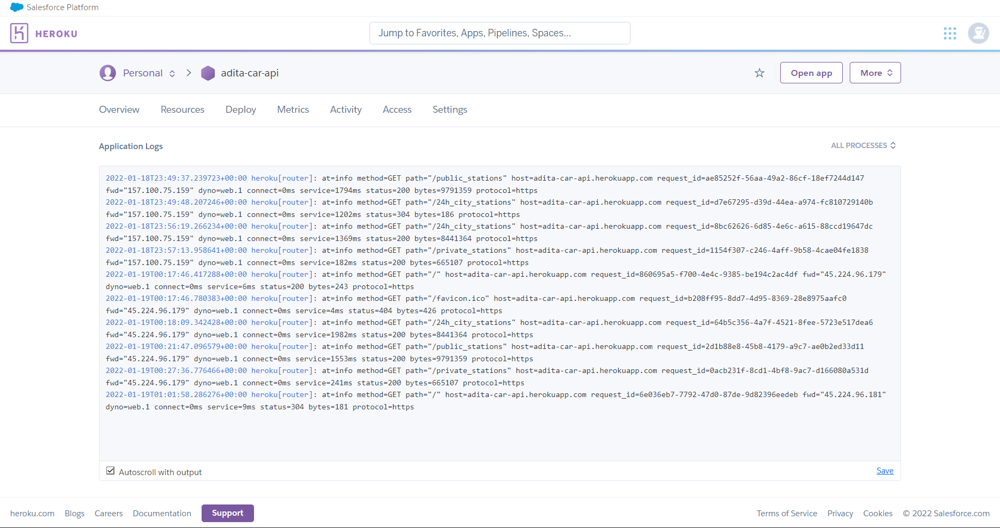 Salesforce Platform
HEROKU
Jump to Favorites, Apps, Pipelines, Spaces...
Personal
adita-car-api
Open app
More
Overview
Resources
Deploy
Metrics
Activity
Access
Settings
Application Logs
ALL PROCESSES
2022-01-18T23:49:37.239723+00:00 heroku[router]: at=info method=GET path="/public_stations" host=adita-car-api.herokuapp.com request_id=ae85252f-56aa-49a2-86cf-18ef7244d147
fwd="157.100.75.159" dyno=web.1 connect=0ms service=1794ms status=200 bytes=9791359 protocol=https
2022-01-18T23:49:48.207246+00:00 heroku[router]: at=info method=GET path="/24h_city_stations" host=adita-car-api.herokuapp.com request_id=d7e67295-d39d-44ea-a974-fc810729140b
fwd="157.100.75.159" dyno=web.1 connect=0ms service=1202ms status=304 bytes=186 protocol=https
2022-01-18T23:56:19.266234+00:00 heroku[router]: at=info method=GET path="/24h_city_stations" host=adita-car-api.herokuapp.com request_id=8bc62626-6d85-4e6c-a615-88ccd19647dc
fwd="157.100.75.159" dyno=web.1 connect=0ms service=1369ms status=200 bytes=8441364 protocol=https
2022-01-18T23:57:13.958641+00:00 heroku[router]: at=info method=GET path="/private_stations" host=adita-car-api.herokuapp.com request_id=1154f307-c246-4aff-9b58-4cae04fe1838
fwd="157.100.75.159" dyno=web.1 connect=0ms service=182ms status=200 bytes=665107 protocol=https
2022-01-19T00:17:46.417288+00:00 heroku[router]: at=info method=GET path="/" host=adita-car-api.herokuapp.com request_id=860695a5-f700-4e4c-9385-be194c2ac4df fwd="45.224.96.179"
dyno=web.1 connect=0ms service=6ms status=200 bytes=243 protocol=https
2022-01-19T00:17:46.780383+00:00 heroku[router]: at=info method=GET path="/favicon.ico" host=adita-car-api.herokuapp.com request_id=b208ff95-8dd7-4d95-8369-28e8975aafc0
fwd="45.224.96.179" dyno=web.1 connect=0ms service=4ms status=404 bytes=426 protocol=https
2022-01-19T00:18:09.342428+00:00 heroku[router]: at=info method=GET path="/24h_city_stations" host=adita-car-api.herokuapp.com request_id=64b5c356-4a7f-4521-8fee-5723e517dea6
fwd="45.224.96.179" dyno=web.1 connect=0ms service=1982ms status=200 bytes=8441364 protocol=https
2022-01-19T00:21:47.096579+00:00 heroku[router]: at=info method=GET path="/public_stations" host=adita-car-api.herokuapp.com request_id=2d1b88e8-45b8-4179-a9c7-ae0b2ed33d11
fwd="45.224.96.179" dyno=web.1 connect=0ms service=1553ms status=200 bytes=9791359 protocol=https
2022-01-19T00:27:36.776466+00:00 heroku[router]: at=info method=GET path="/private_stations" host=adita-car-api.herokuapp.com request_id=0acb231f-8cd1-4bf8-9ac7-d166080a531d
fwd="45.224.96.179" dyno=web.1 connect=0ms service=241ms status=200 bytes=665107 protocol=https
2022-01-19T01:01:58.286276+00:00 heroku[router]: at=info method=GET path="/" host=adita-car-api.herokuapp.com request_id=6e036eb7-7792-47d0-87de-9d82396eedeb fwd="45.224.96.181"
dyno=web.1 connect=0ms service=9ms status=304 bytes=181 protocol=https
Autoscroll with output
Save
heroku.com
Blogs
Careers
Documentation
Support
Terms of Service
Privacy
Cookies
© 2022 Salesforce.com